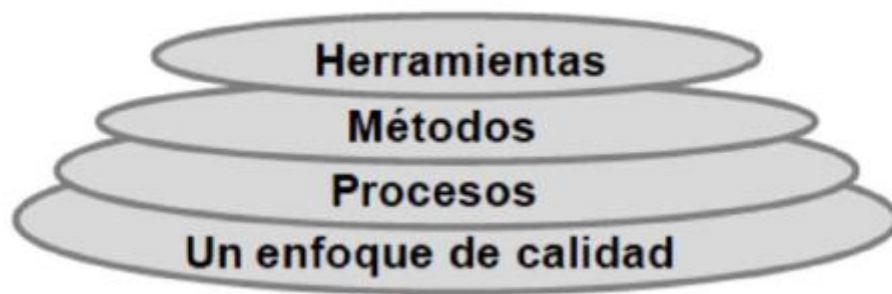 Herramientas
Métodos
Procesos
Un enfoque de calidad